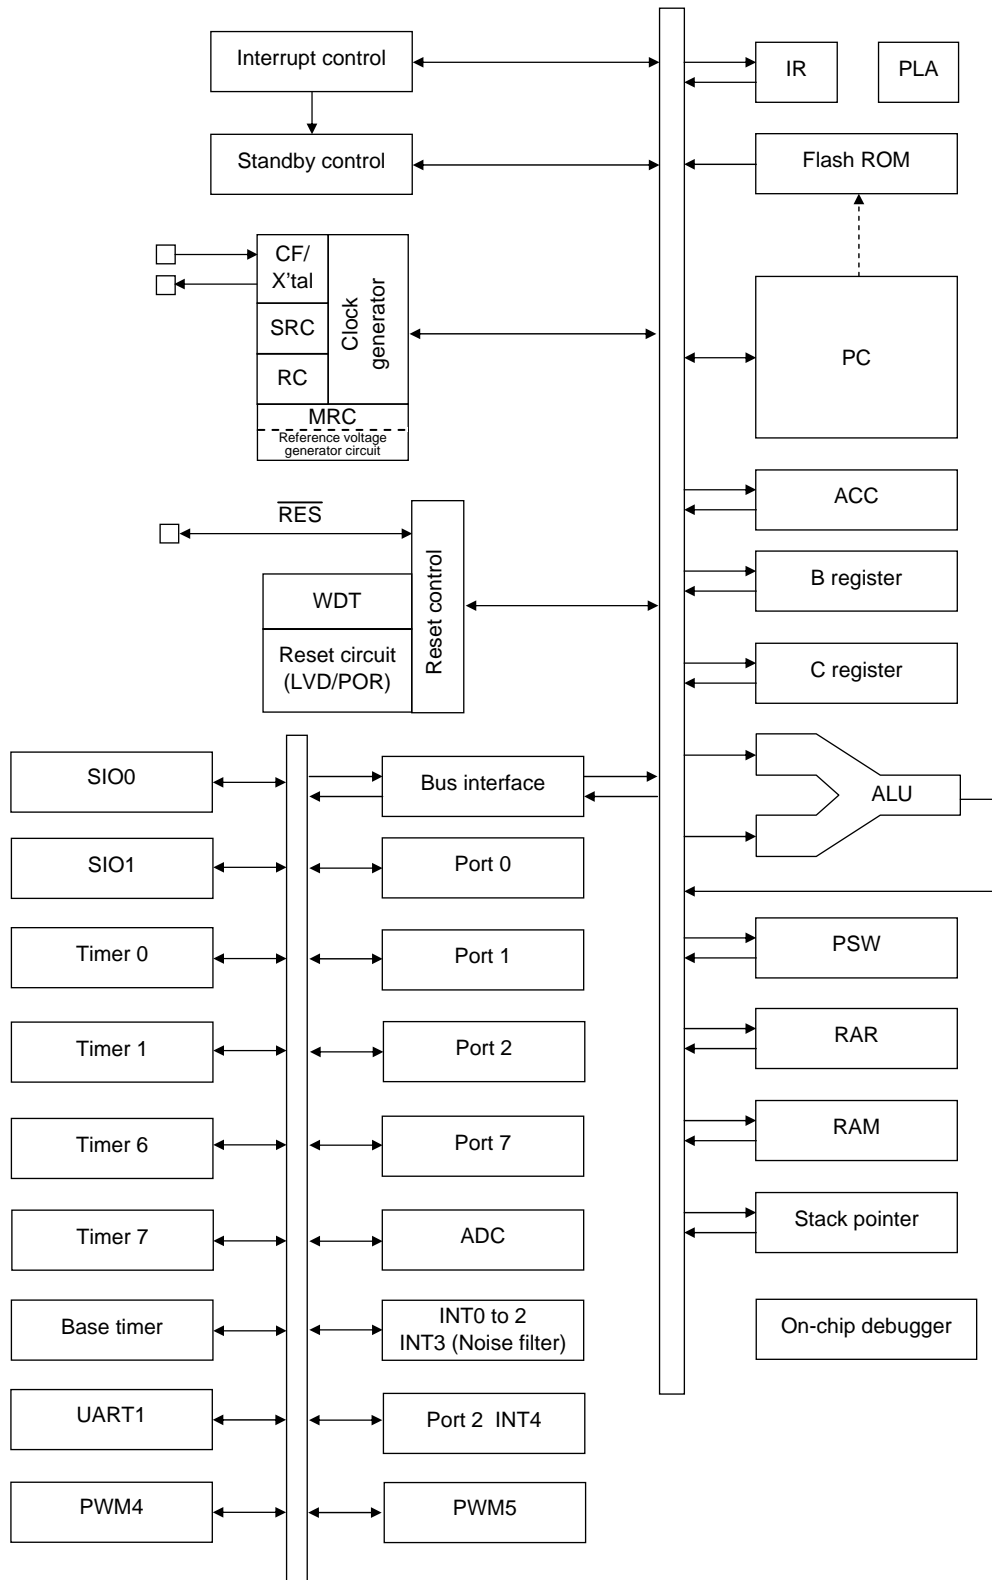 Interrupt control
IR
PLA
Standby control
Flash ROM
CF/
X'tal
SRC
RC
Clock
generator
MRC
Reference voltage
generator circuit
PC
RES
WDT
Reset circuit
(LVD/POR)
Reset control
ACC
B register
C register
SIO0
Bus interface
ALU
SIO1
Port 0
Timer 0
Port 1
PSW
Timer 1
Port 2
RAR
Timer 6
Port 7
RAM
Timer 7
ADC
Stack pointer
Base timer
INT0 to 2
INT3 (Noise filter)
On-chip debugger
UART1
Port 2 INT4
PWM4
PWM5